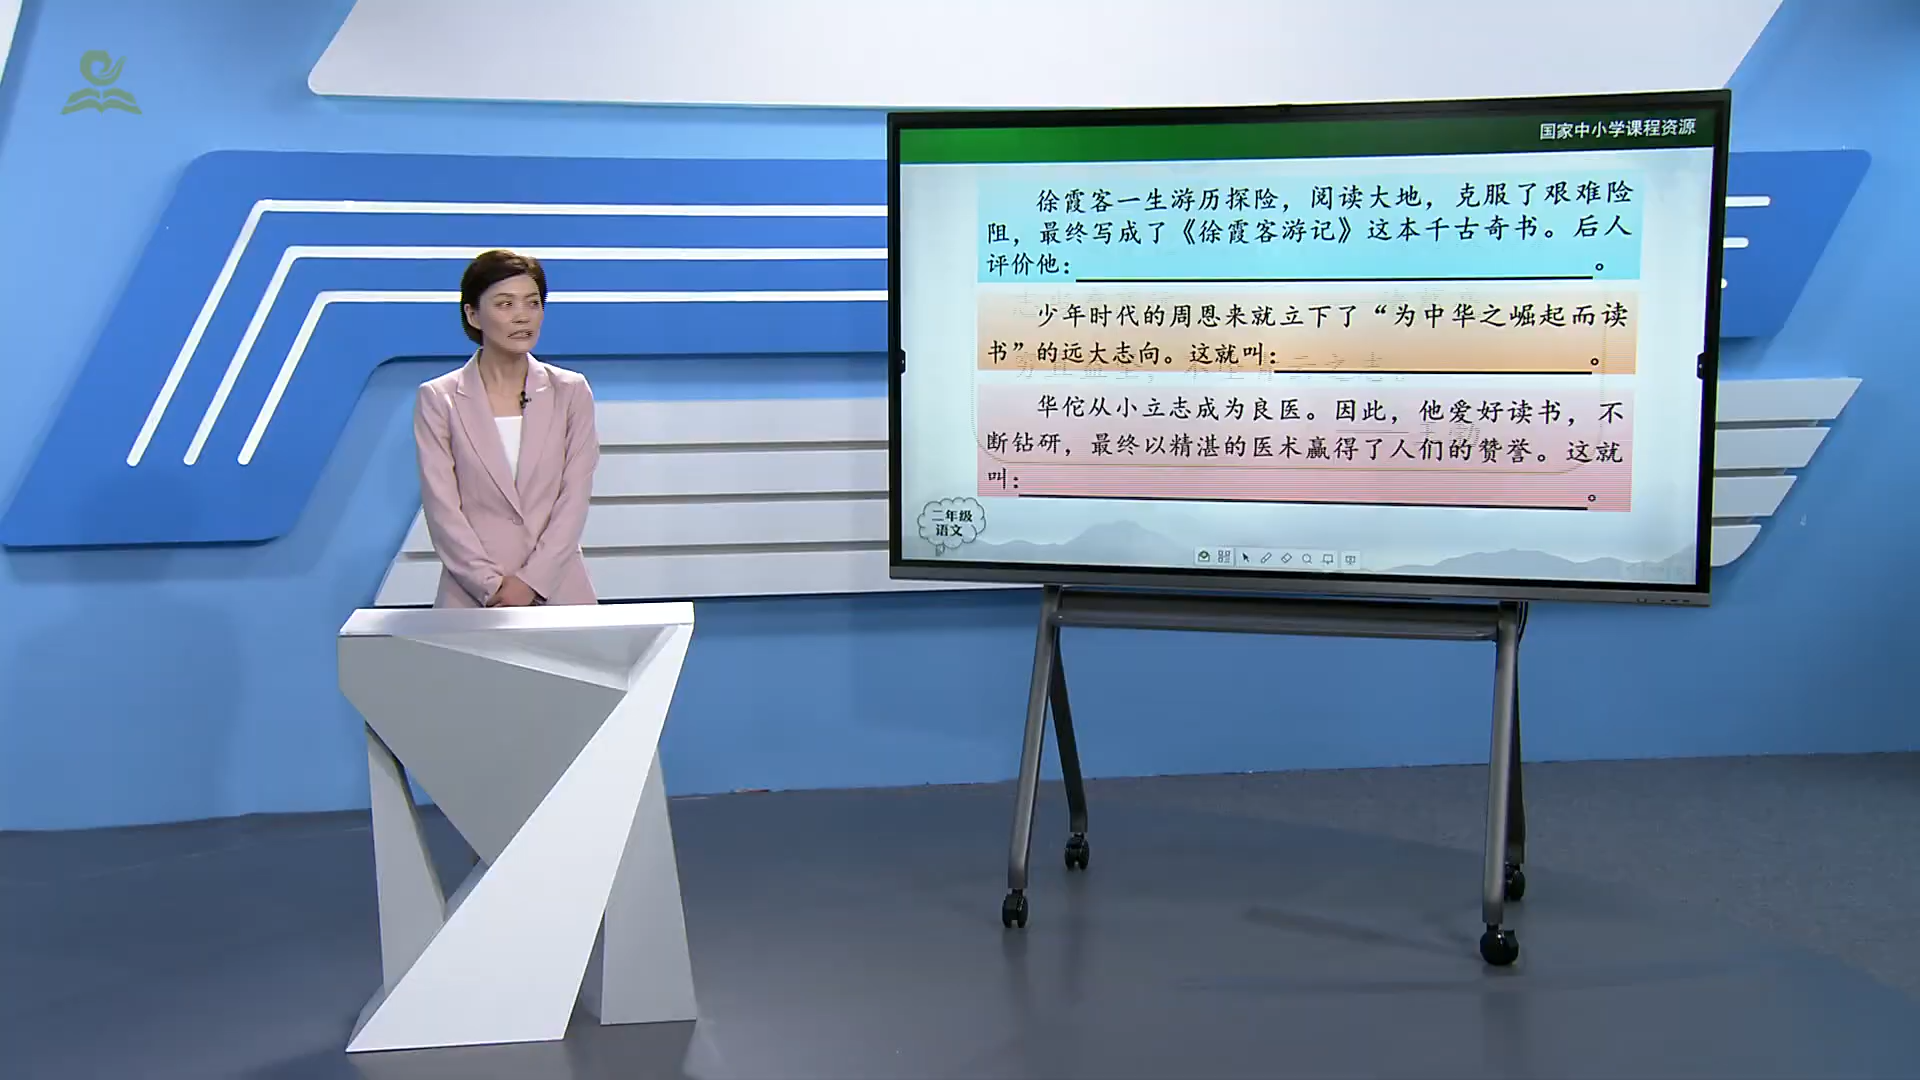 国家中小学课程资源
徐霞客一生游历探险，阅读大地，克服了艰难险
阻，最终写成了《徐霞客游记》这本千古奇书。后人
评价他：。
少年时代的周恩来就立下了“为中华之崛起而读
书”的远大志向。这就叫：。
华佗从小立志成为良医。因此，他爱好读书，不
断钻研，最终以精湛的医术赢得了人们的赞誉。这就
叫：。
二年级
语文